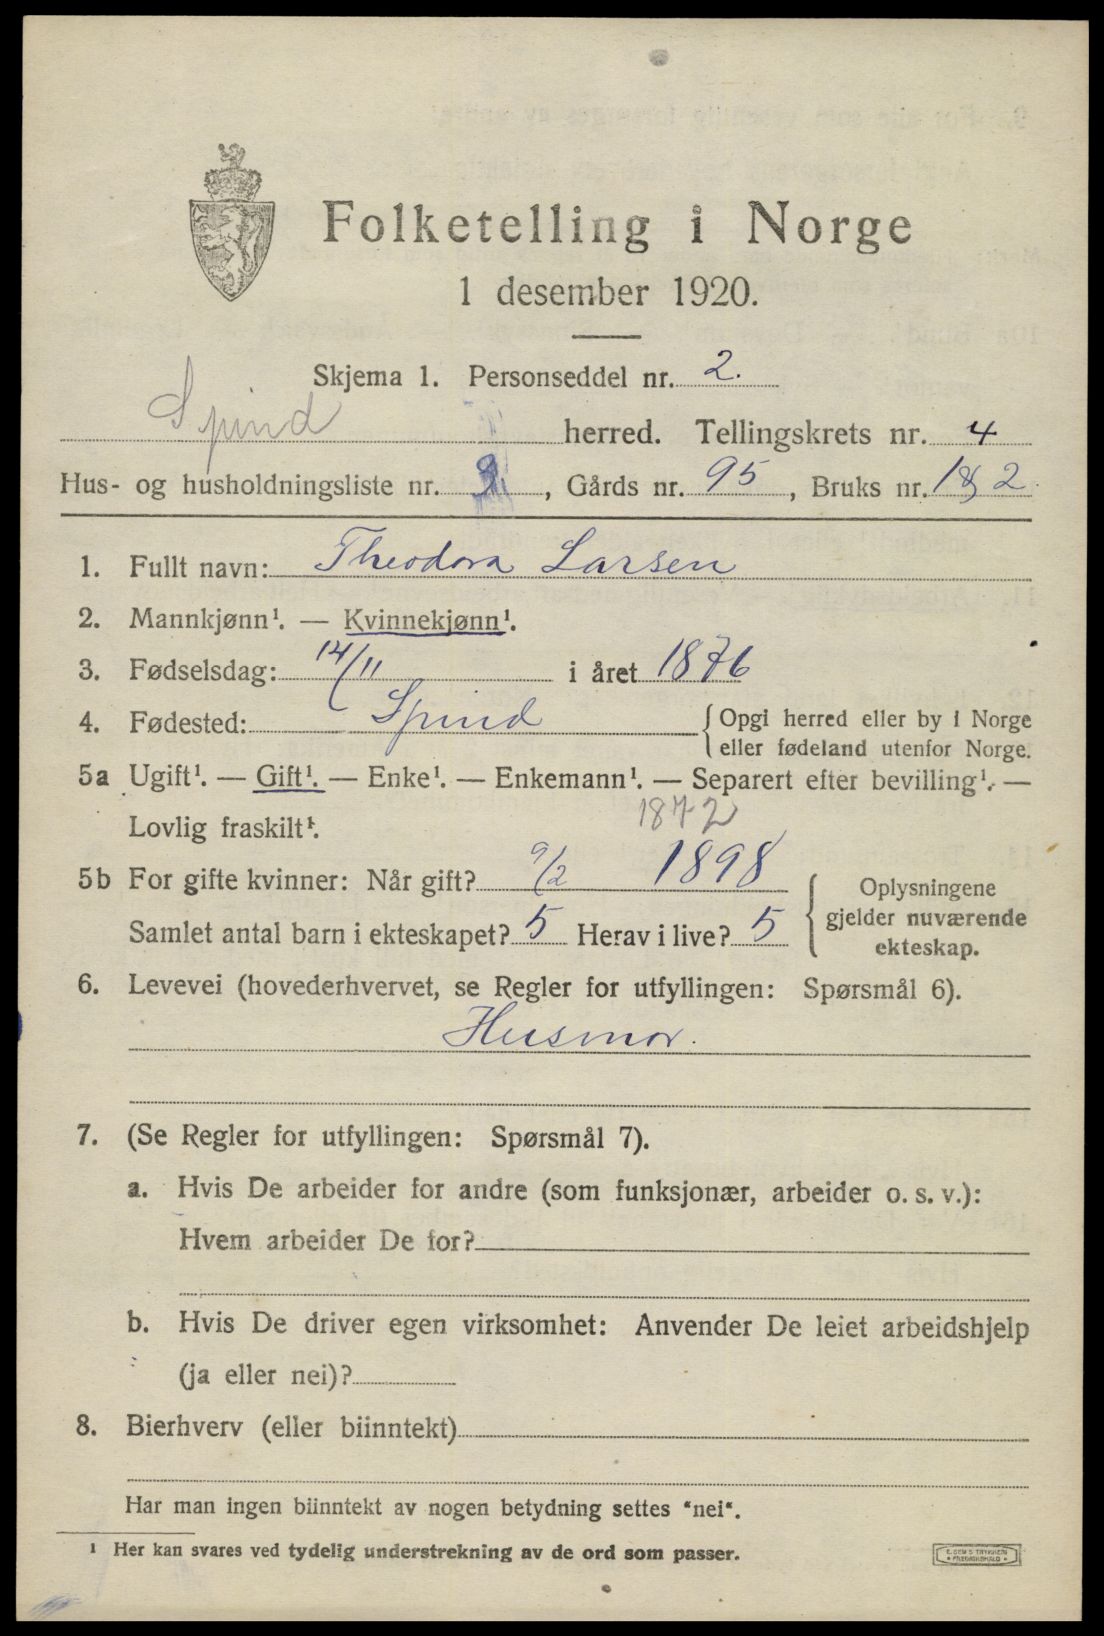 Folketelling i Norge
1 desember 1920.
Skjema 1. Personseddel nr. 2.
Spind herred. Tellingskrets nr. 4
Hus- og husholdningsliste nr. , Gårds nr. 95, Bruks nr. 1 & 2.
1. Fullt navn: Theodora Larsen
2. Mannkjønn¹. — Kvinnekjønn¹.
3. Fødselsdag: 14/11 i året 1876
4. Fødested: Spind {Opgi herred eller by i Norge
eller fødeland utenfor Norge.
5a Ugift¹. — Gift¹. — Enke¹. — Enkemann¹. — Separert efter bevilling¹. —
Lovlig fraskilt¹. 1872
5b For gifte kvinner: Når gift? 9/2 1898
Samlet antal barn i ekteskapet? 5 Herav i live? 5
{Oplysningene
gjelder nuværende
ekteskap.
6. Levevei (hovederhvervet, se Regler for utfyllingen: Spørsmål 6).
Husmor.
7. (Se Regler for utfyllingen: Spørsmål 7).
a. Hvis De arbeider for andre (som funksjonær, arbeider o. s. v.):
Hvem arbeider De for?
b. Hvis De driver egen virksomhet: Anvender De leiet arbeidshjelp
(ja eller nei)?
8. Bierhverv (eller biinntekt)
Har man ingen biinntekt av nogen betydning settes "nei".
¹ Her kan svares ved tydelig understrekning av de ord som passer.
E. SEM'S TRYKKERI
FREDRIKSHALD